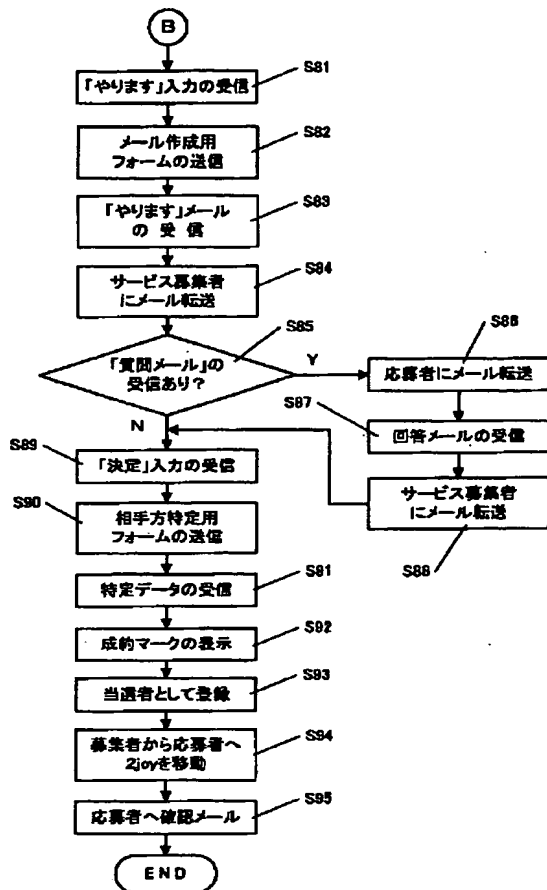 B
「やります」入力の受信
S81
メール作成用
フォームの送信
S82
「やります」メール
の 受 信
S83
サービス募集者
にメール転送
S84
「質問メール」の
受信あり?
S85
Y
N
応募者にメール転送
S86
回答メールの受信
S87
サービス募集者
にメール転送
S88
「決定」入力の受信
S89
相手方特定用
フォームの送信
S90
特定データの受信
S81
成約マークの表示
S92
当選者として登録
S93
募集者から応募者へ
2joyを移動
S94
応募者へ確認メール
S95
END